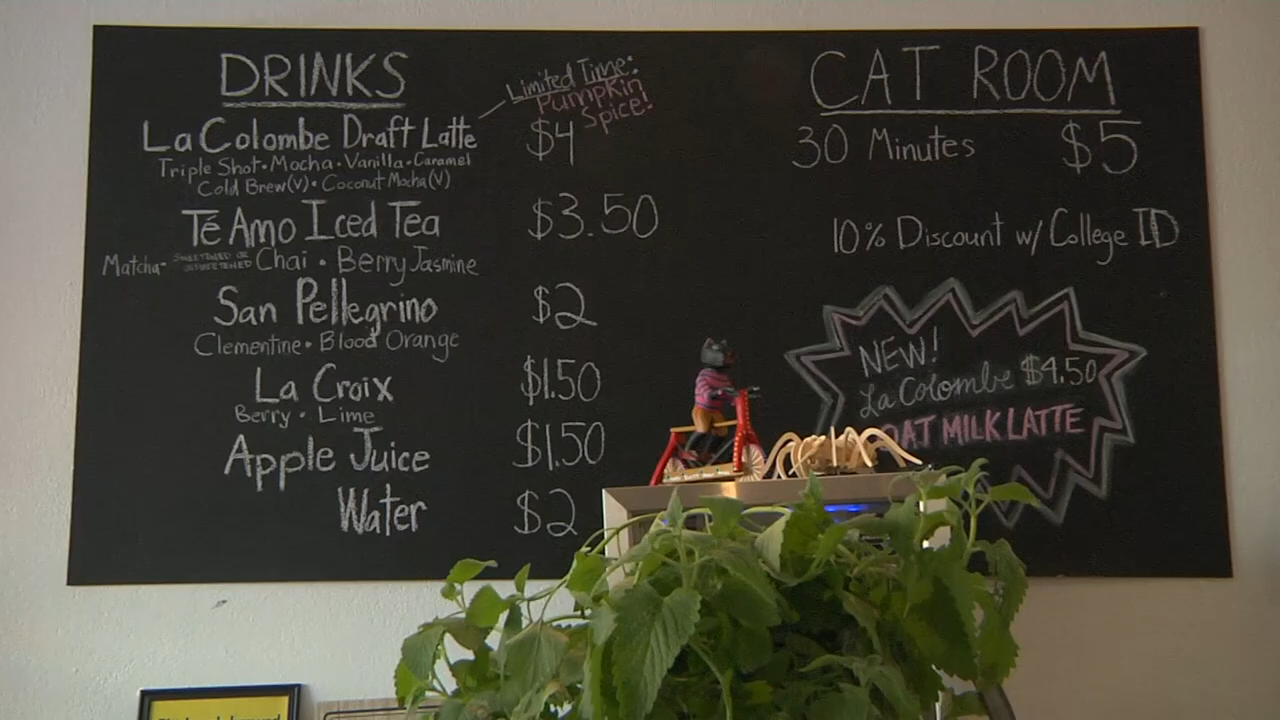 DRINKS
Limited Time:
Pumpkin
Spice!
La Colombe Draft Latte $4
Triple Shot • Mocha • Vanilla • Caramel
Cold Brew (V) • Coconut Mocha (V)
Té Amo Iced Tea $3.50
Matcha - SWEETENED OR UNSWEETENED Chai • Berry Jasmine
San Pellegrino $2
Clementine • Blood Orange
La Croix $1.50
Berry • Lime
Apple Juice $1.50
Water $2
CAT ROOM
30 Minutes $5
10% Discount w/ College ID
NEW!
La Colombe $4.50
OAT MILK LATTE